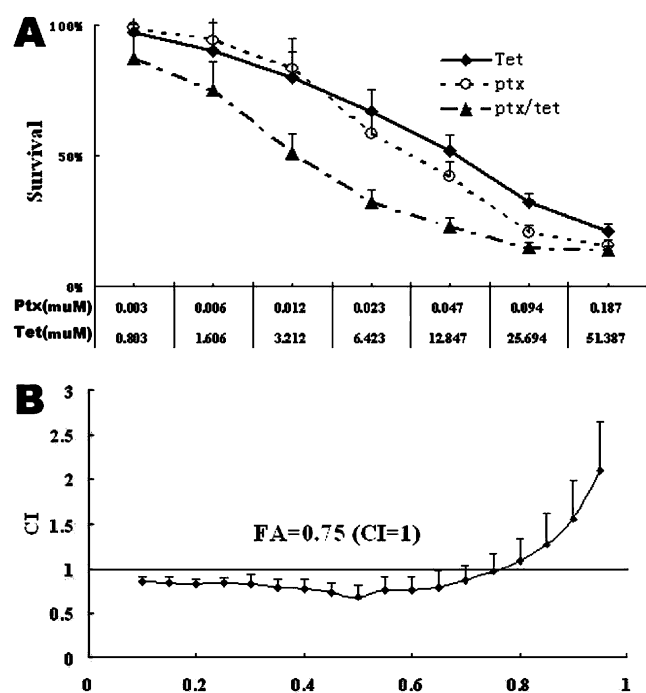 A
100%
Tet
ptx
ptx/tet
50%
Survival
0%
Ptx(muM) 0.003 0.006 0.012 0.023 0.047 0.094 0.187
Tet(muM) 0.803 1.606 3.212 6.423 12.847 25.694 51.387
B
3
2.5
2
CI
1.5
FA=0.75 (CI=1)
1
0.5
0
0 0.2 0.4 0.6 0.8 1